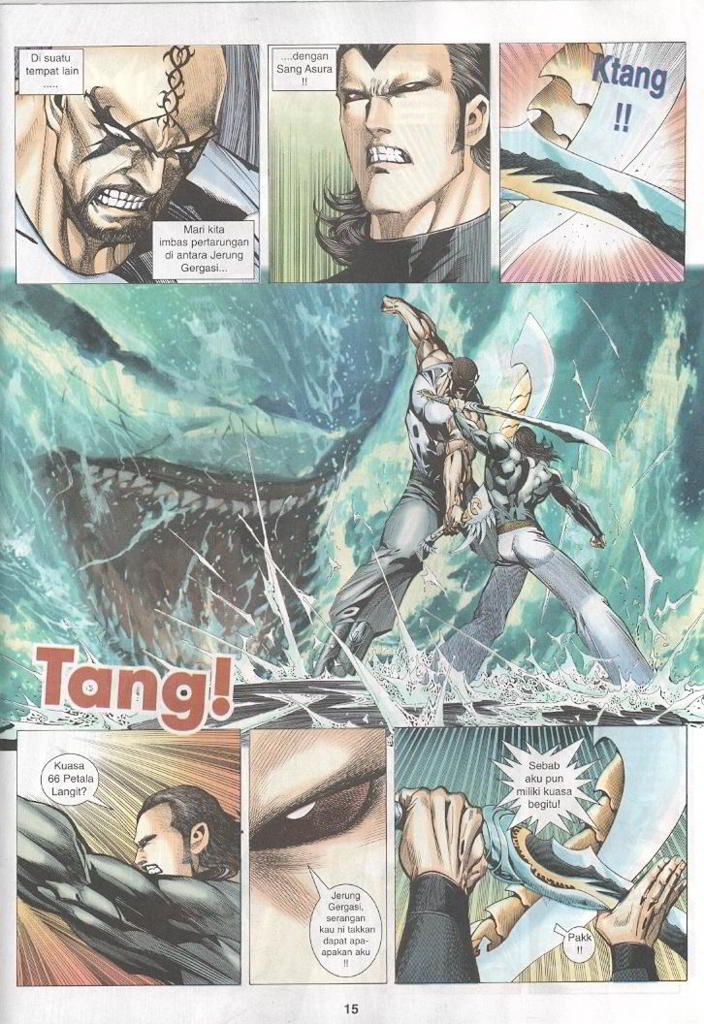 Di suatu
tempat lain
.....
Mari kita
imbas pertarungan
di antara Jerung
Gergasi...
....dengan
Sang Asura
!!
Ktang
!!
Tang!
Kuasa
66 Petala
Langit?
Jerung
Gergasi,
serangan
kau ni takkan
dapat apa-
apakan aku
!!
Sebab
aku pun
miliki kuasa
begitu!
Pakk
!!
15